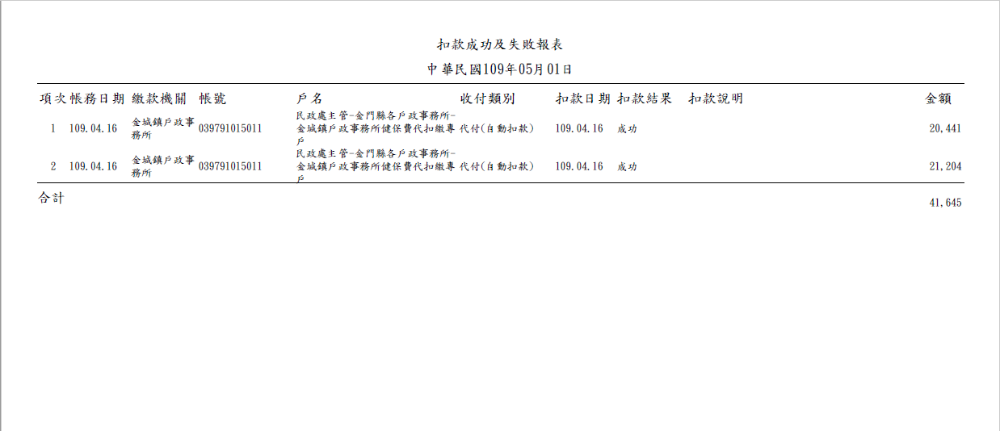 扣款成功及失敗報表
中華民國109年05月01日
項次 帳務日期 繳款機關 帳號 戶名 收付類別 扣款日期 扣款結果 扣款說明 金額
民政處主管-金門縣各戶政事務所-
1 109.04.16 金城鎮戶政事務所 039791015011 金城鎮戶政事務所健保費代扣繳專 代付(自動扣款) 109.04.16 成功 20,441
戶
民政處主管-金門縣各戶政事務所-
2 109.04.16 金城鎮戶政事務所 039791015011 金城鎮戶政事務所健保費代扣繳專 代付(自動扣款) 109.04.16 成功 21,204
戶
合計 41,645